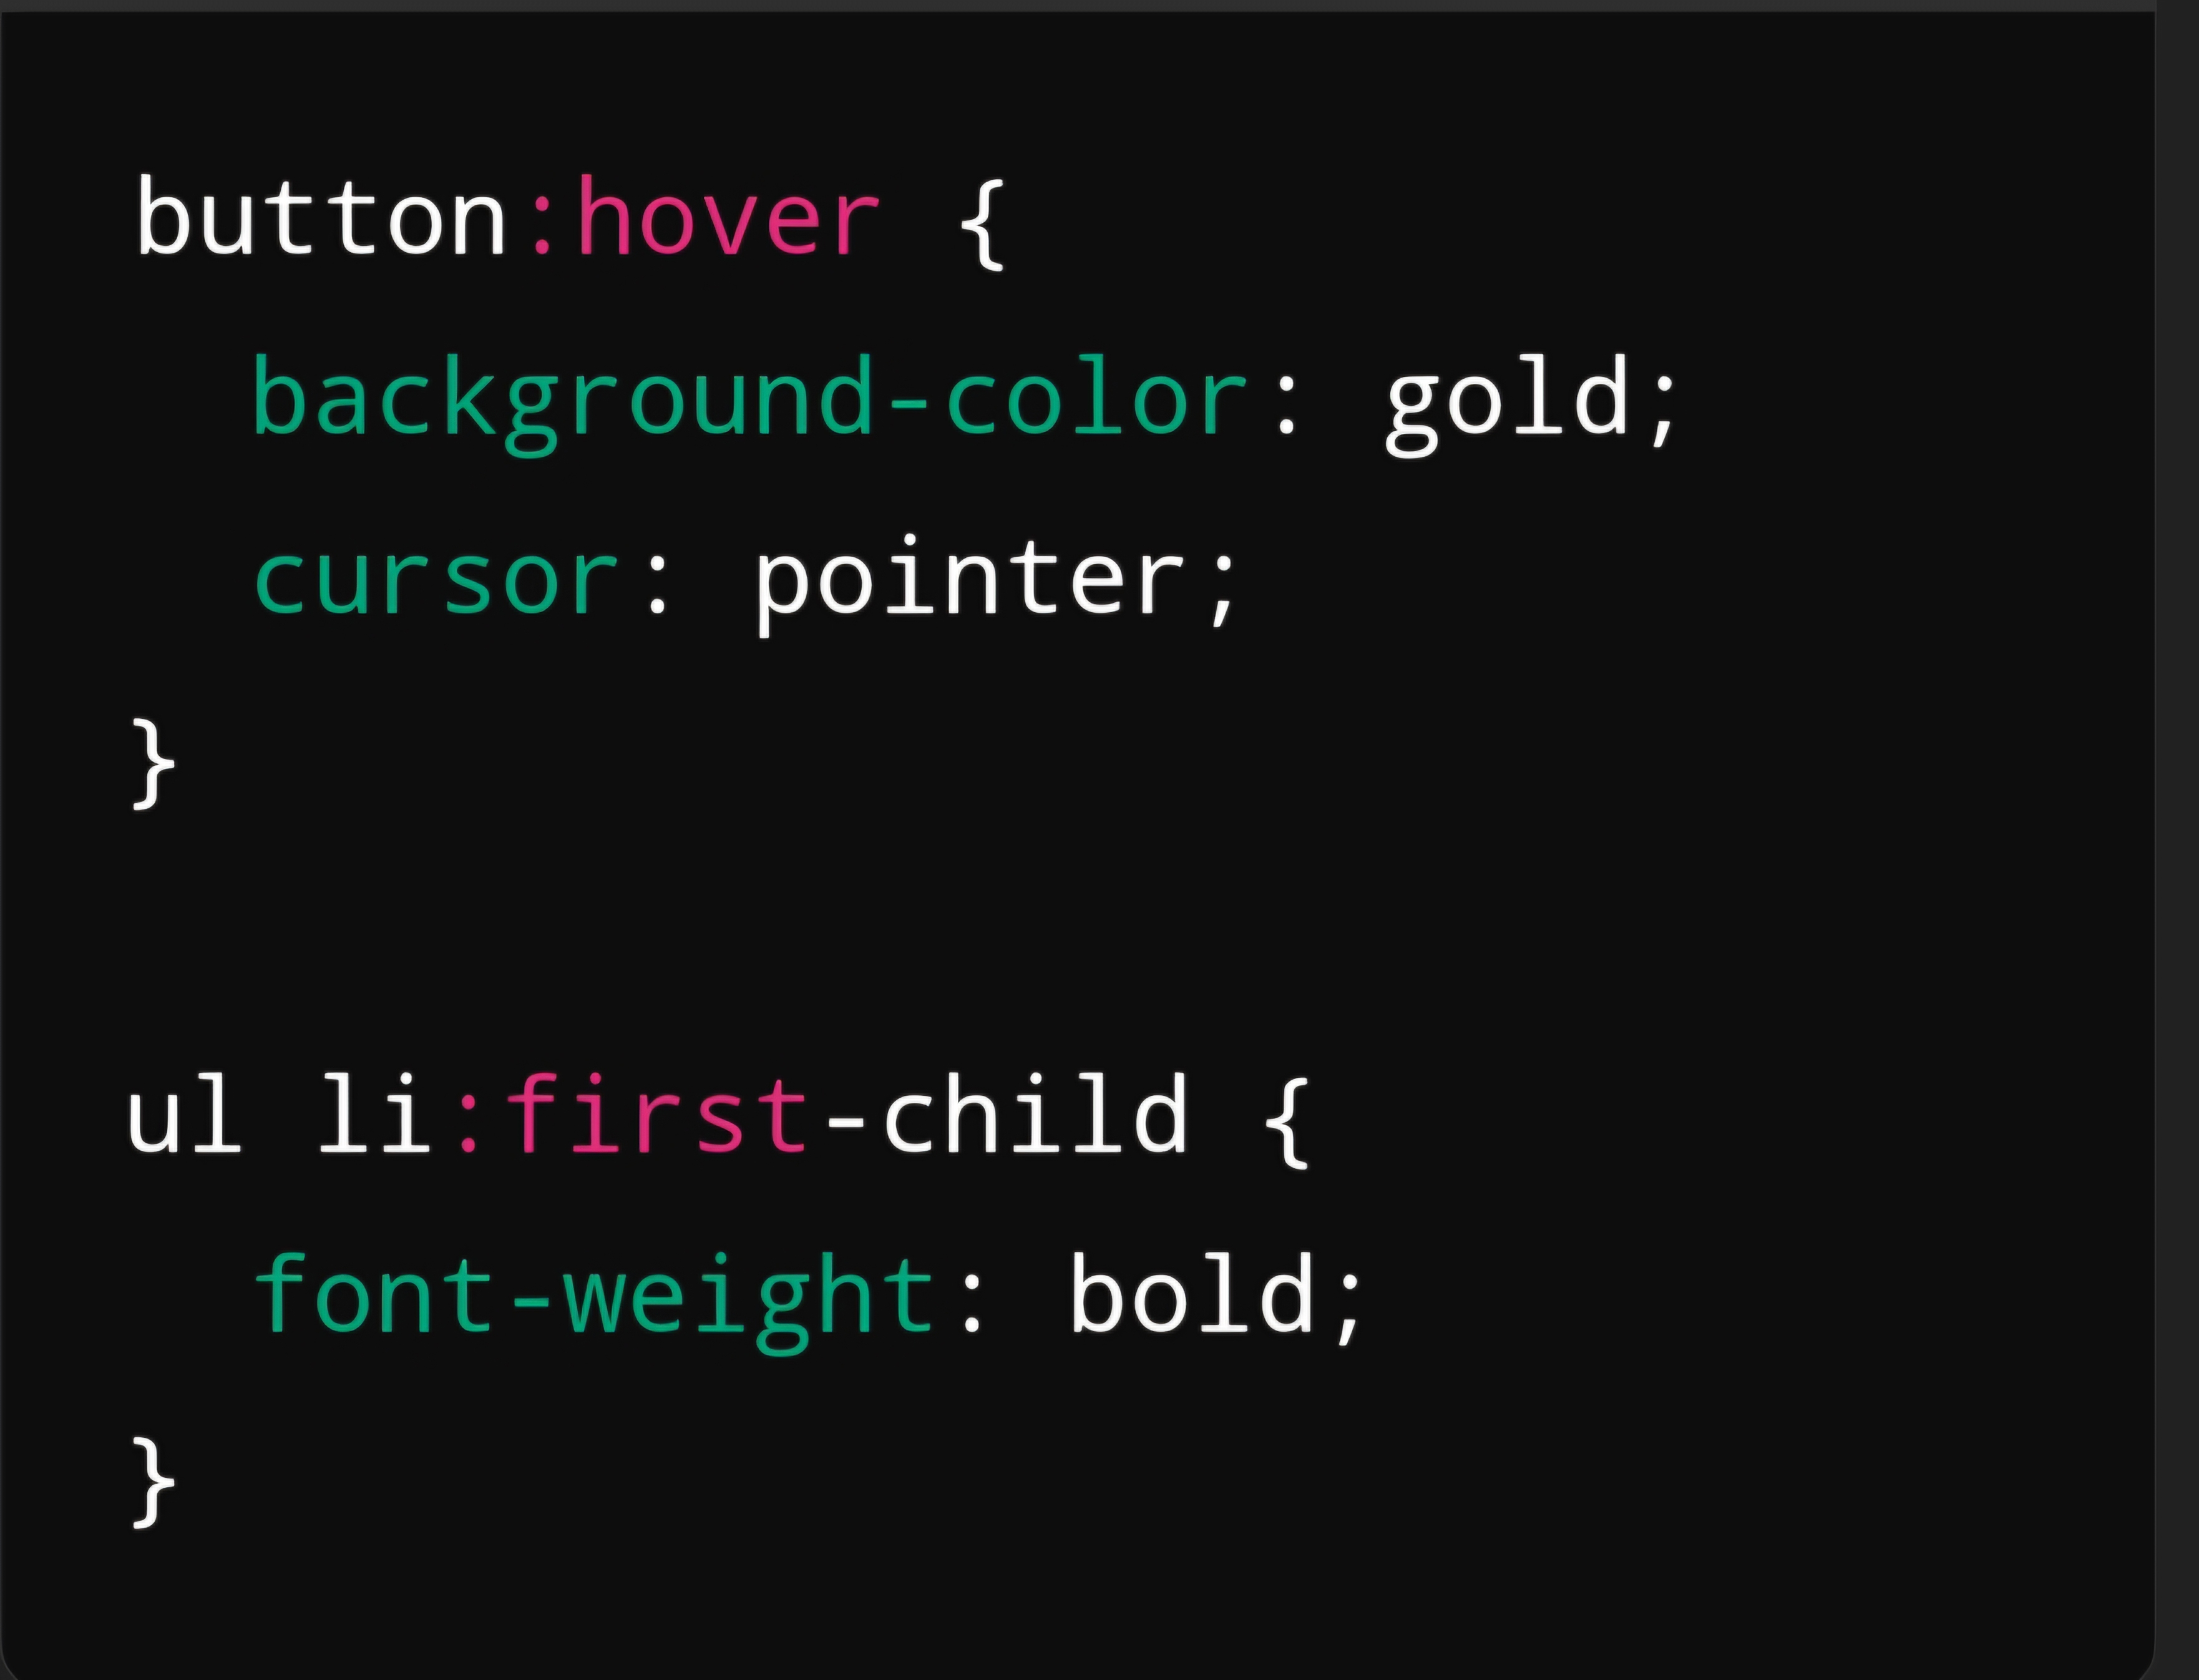 button:hover {
  background-color: gold;
  cursor: pointer;
}
ul li:first-child {
  font-weight: bold;
}